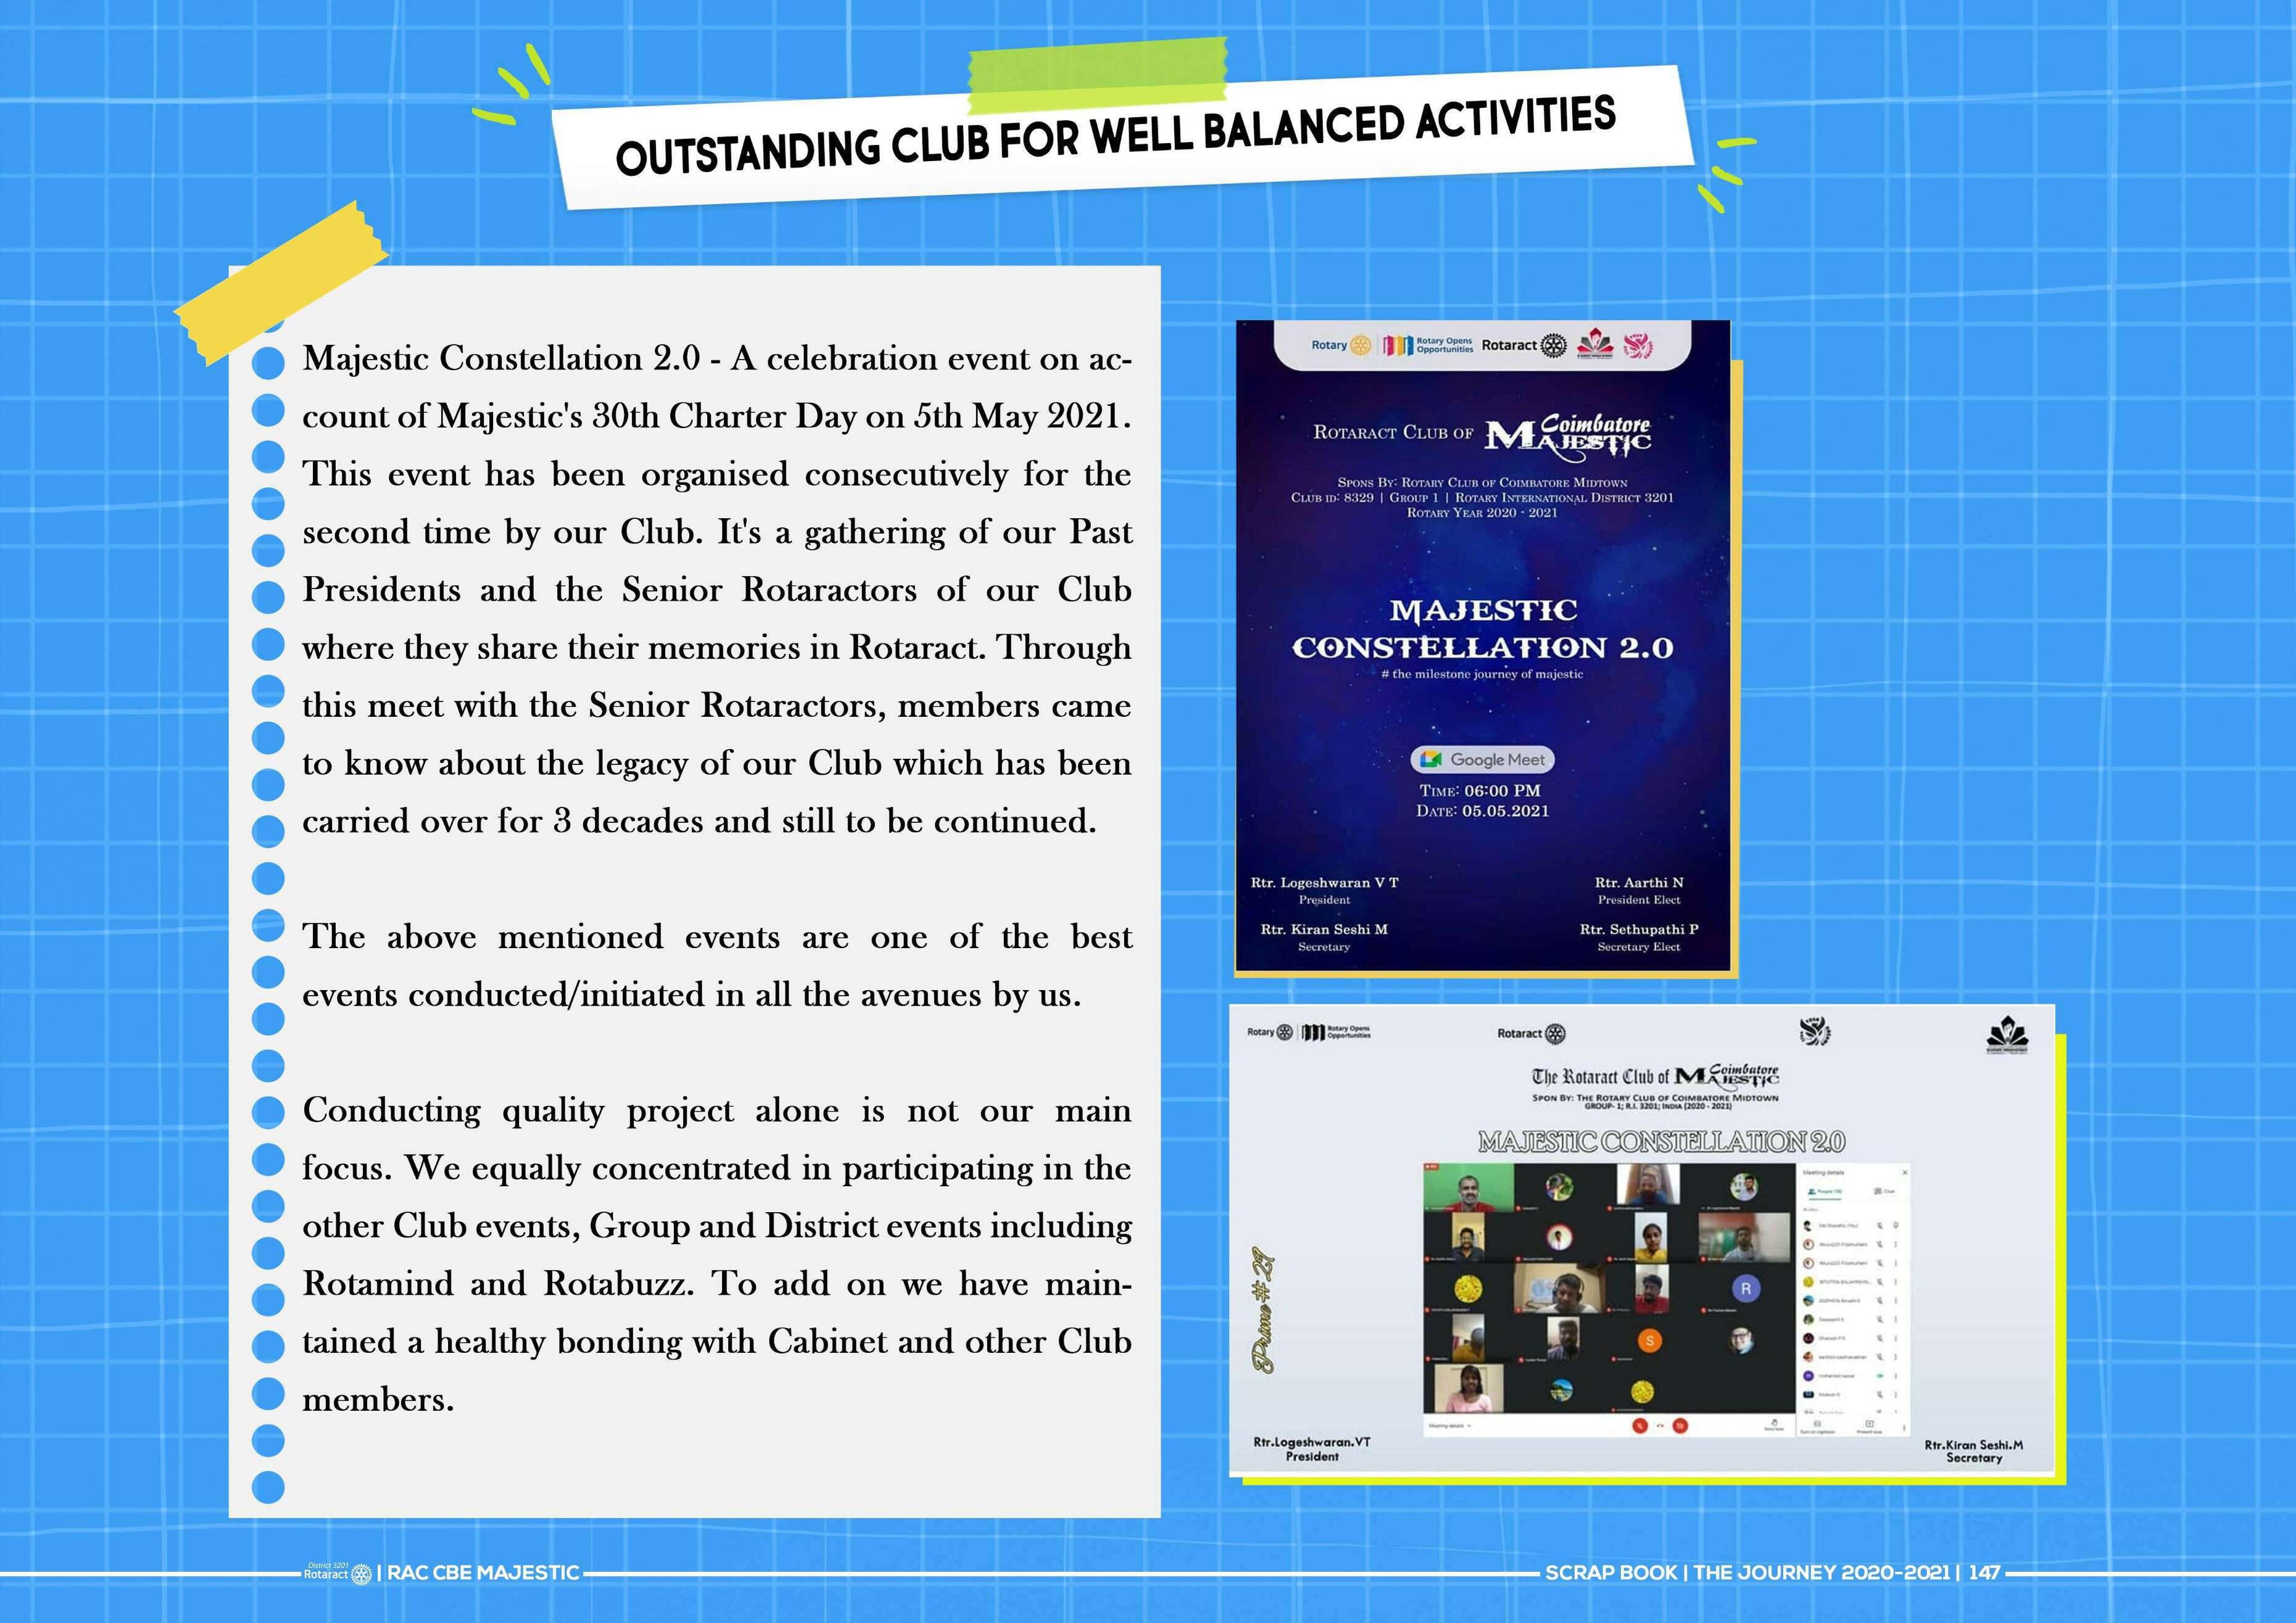 OUTSTANDING CLUB FOR WELL BALANCED ACTIVITIES
Majestic Constellation 2.0 - A celebration event on ac-
count of Majestic's 30th Charter Day on 5th May 2021.
This event has been organised consecutively for the
second time by our Club. It's a gathering of our Past
Presidents and the Senior Rotaractors of our Club
where they share their memories in Rotaract. Through
this meet with the Senior Rotaractors, members came
to know about the legacy of our Club which has been
carried over for 3 decades and still to be continued.
The above mentioned events are one of the best
events conducted/initiated in all the avenues by us.
Conducting quality project alone is not our main
focus. We equally concentrated in participating in the
other Club events, Group and District events including
Rotamind and Rotabuzz. To add on we have main-
tained a healthy bonding with Cabinet and other Club
members.
Rotary
Rotary Opens
Opportunities
Rotaract
ROTARACT CLUB OF Coimbatore
MAJESTIC
SPONS BY: ROTARY CLUB OF COIMBATORE MIDTOWN
CLUB ID: 8329 | GROUP 1 | ROTARY INTERNATIONAL DISTRICT 3201
ROTARY YEAR 2020 - 2021
MAJESTIC
CONSTELLATION 2.0
# the milestone journey of majestic
Google Meet
TIME: 06:00 PM
DATE: 05.05.2021
Rtr. Logeshwaran V T
President
Rtr. Aarthi N
President Elect
Rtr. Kiran Seshi M
Secretary
Rtr. Sethupathi P
Secretary Elect
Rotary
Rotary Opens
Opportunities
Rotaract
The Rotaract Club of Coimbatore
MAJESTIC
SPON BY: THE ROTARY CLUB OF COIMBATORE MIDTOWN
GROUP- 1; R.I. 3201; INDIA (2020 - 2021)
MAJESTIC CONSTELLATION 2.0
Meeting details
Chat
R
S
Meeting details
Prime # 27
Rtr.Logeshwaran.VT
President
Rtr.Kiran Seshi.M
Secretary
District 3201
Rotaract
| RAC CBE MAJESTIC
SCRAP BOOK | THE JOURNEY 2020-2021 | 147